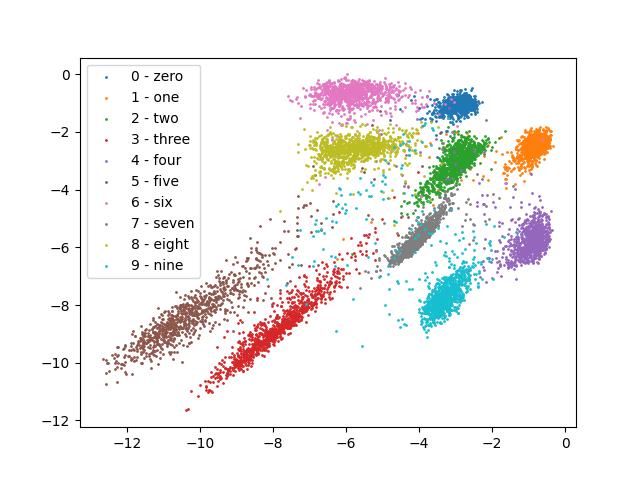 0
−2
−4
−6
−8
−10
−12
0 - zero
1 - one
2 - two
3 - three
4 - four
5 - five
6 - six
7 - seven
8 - eight
9 - nine
−12 −10 −8 −6 −4 −2 0